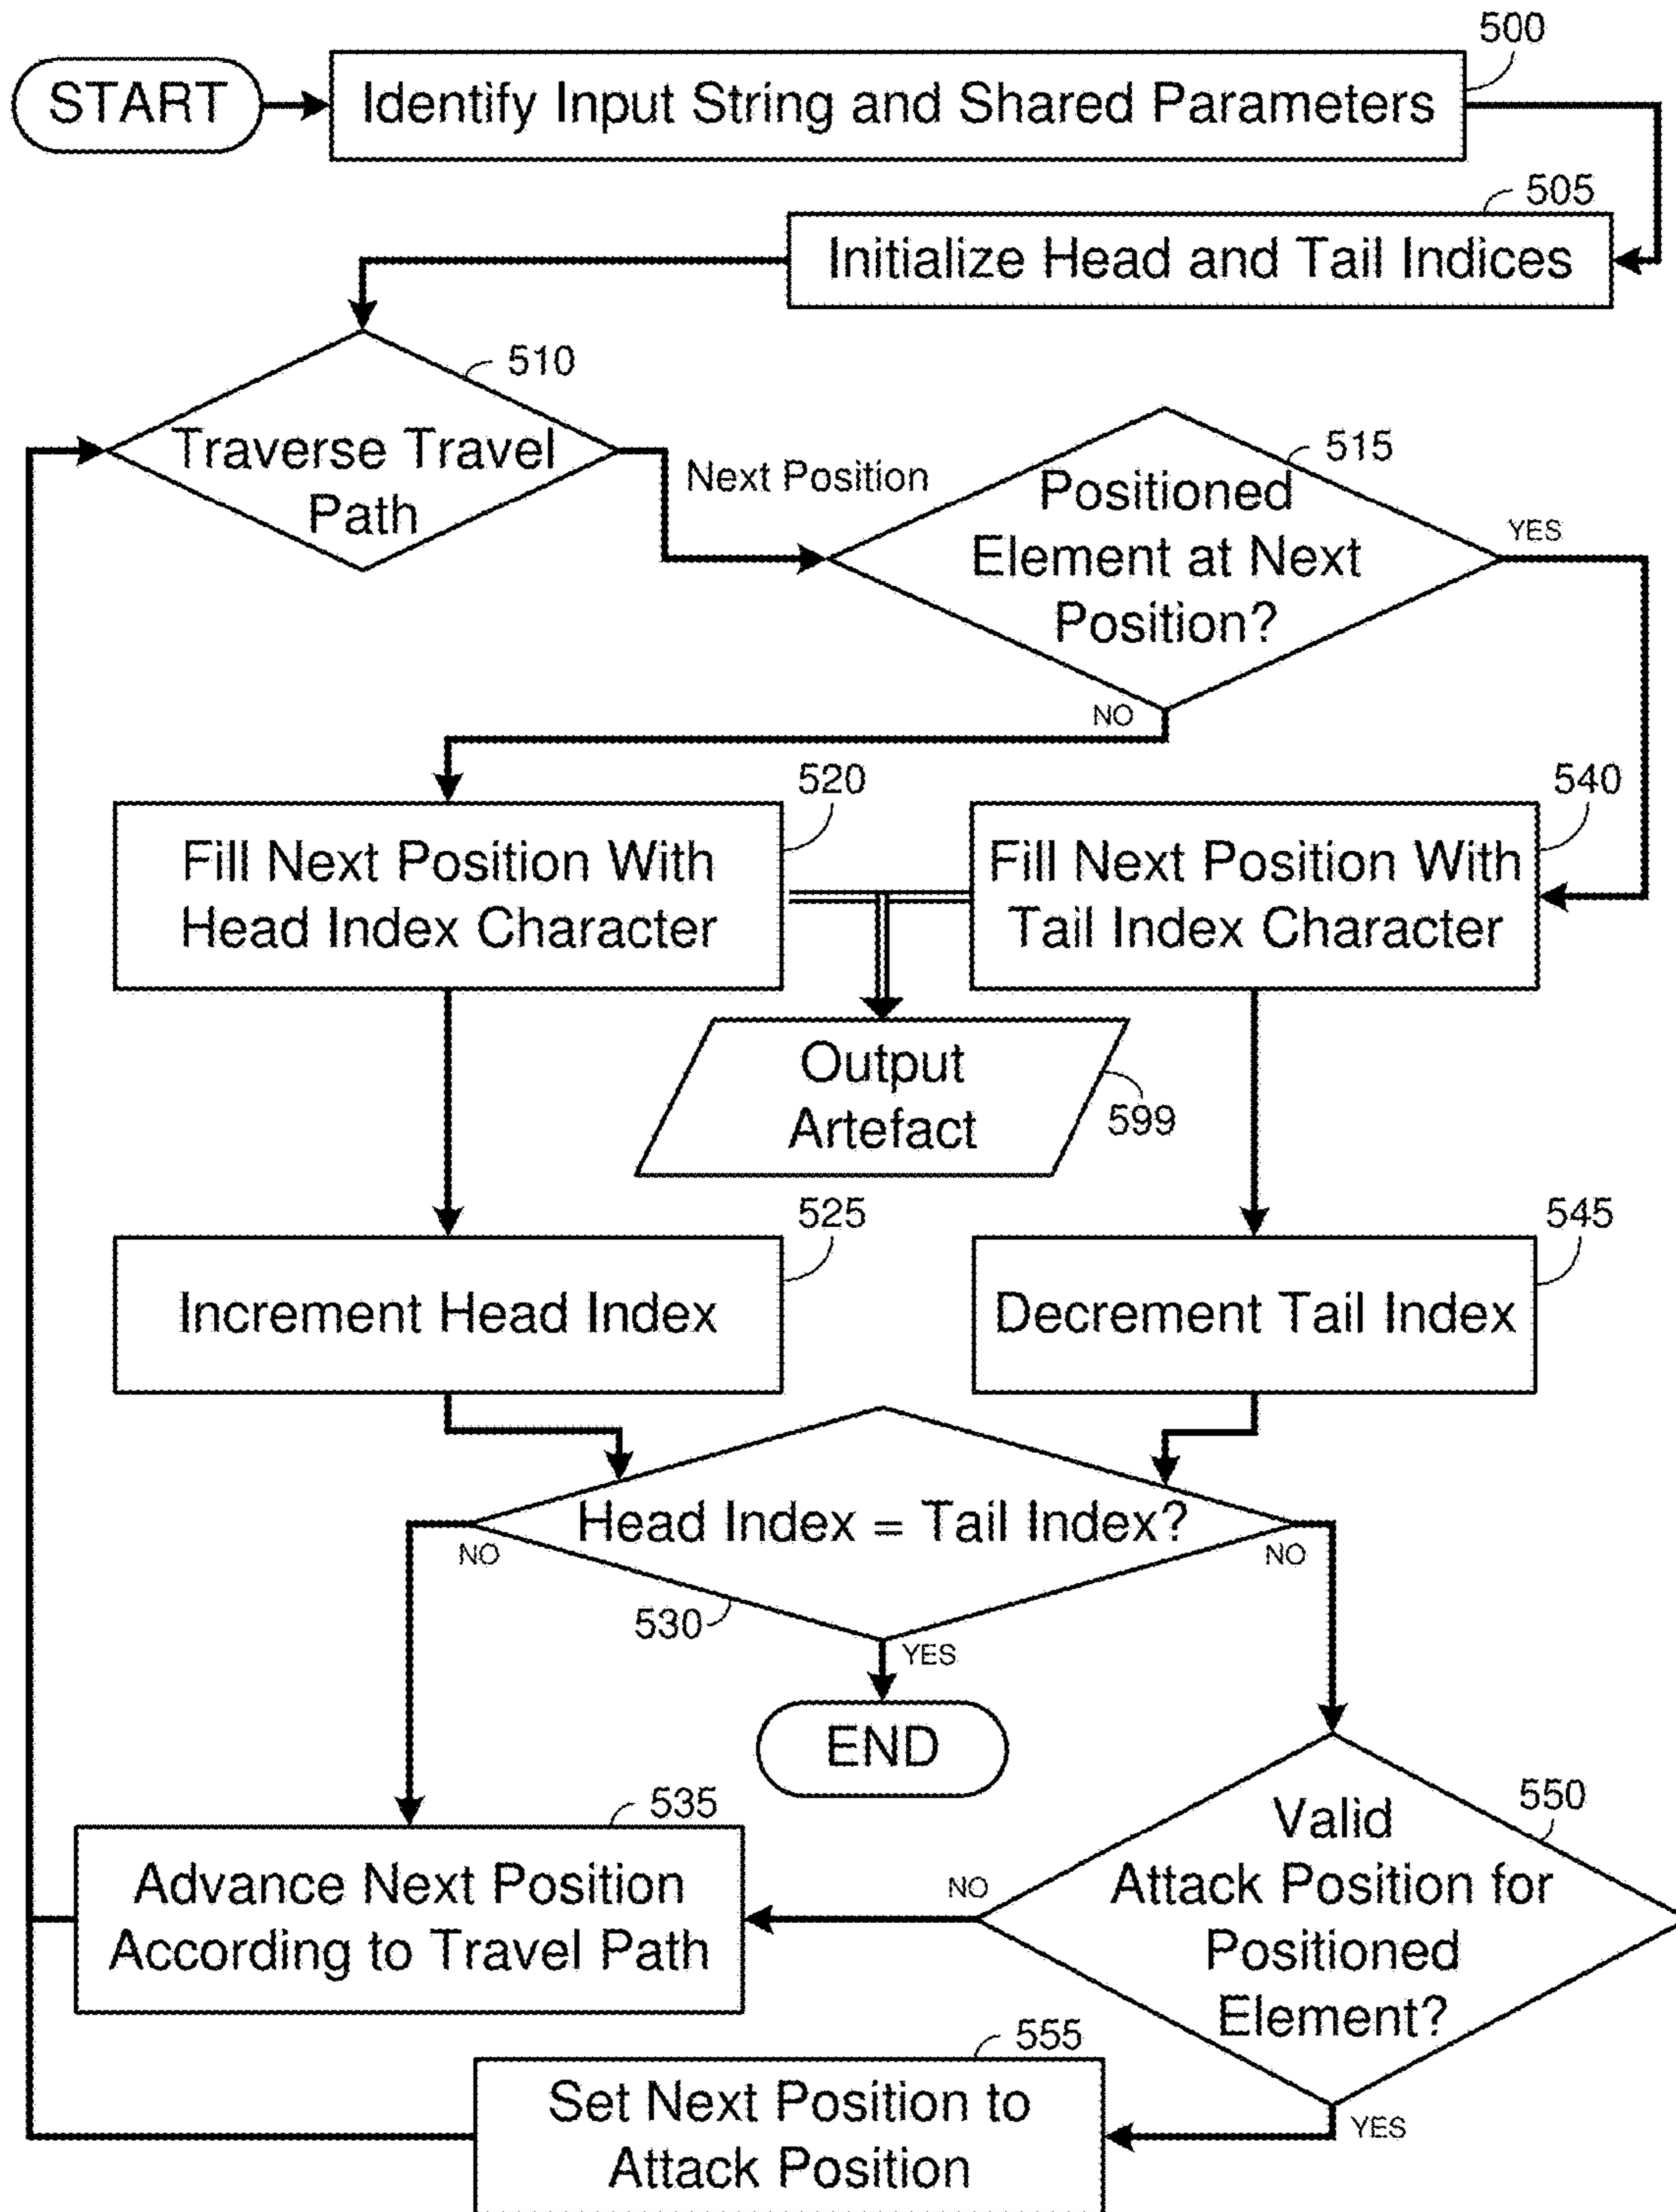 500
START
Identify Input String and Shared Parameters
505
Initialize Head and Tail Indices
510
Traverse Travel
Path
Next Position
515
Positioned
Element at Next
Position?
YES
NO
520
Fill Next Position With
Head Index Character
540
Fill Next Position With
Tail Index Character
Output
Artefact
599
525
Increment Head Index
545
Decrement Tail Index
Head Index = Tail Index?
NO
NO
530
YES
END
535
Advance Next Position
According to Travel Path
550
Valid
Attack Position for
Positioned
Element?
NO
YES
555
Set Next Position to
Attack Position